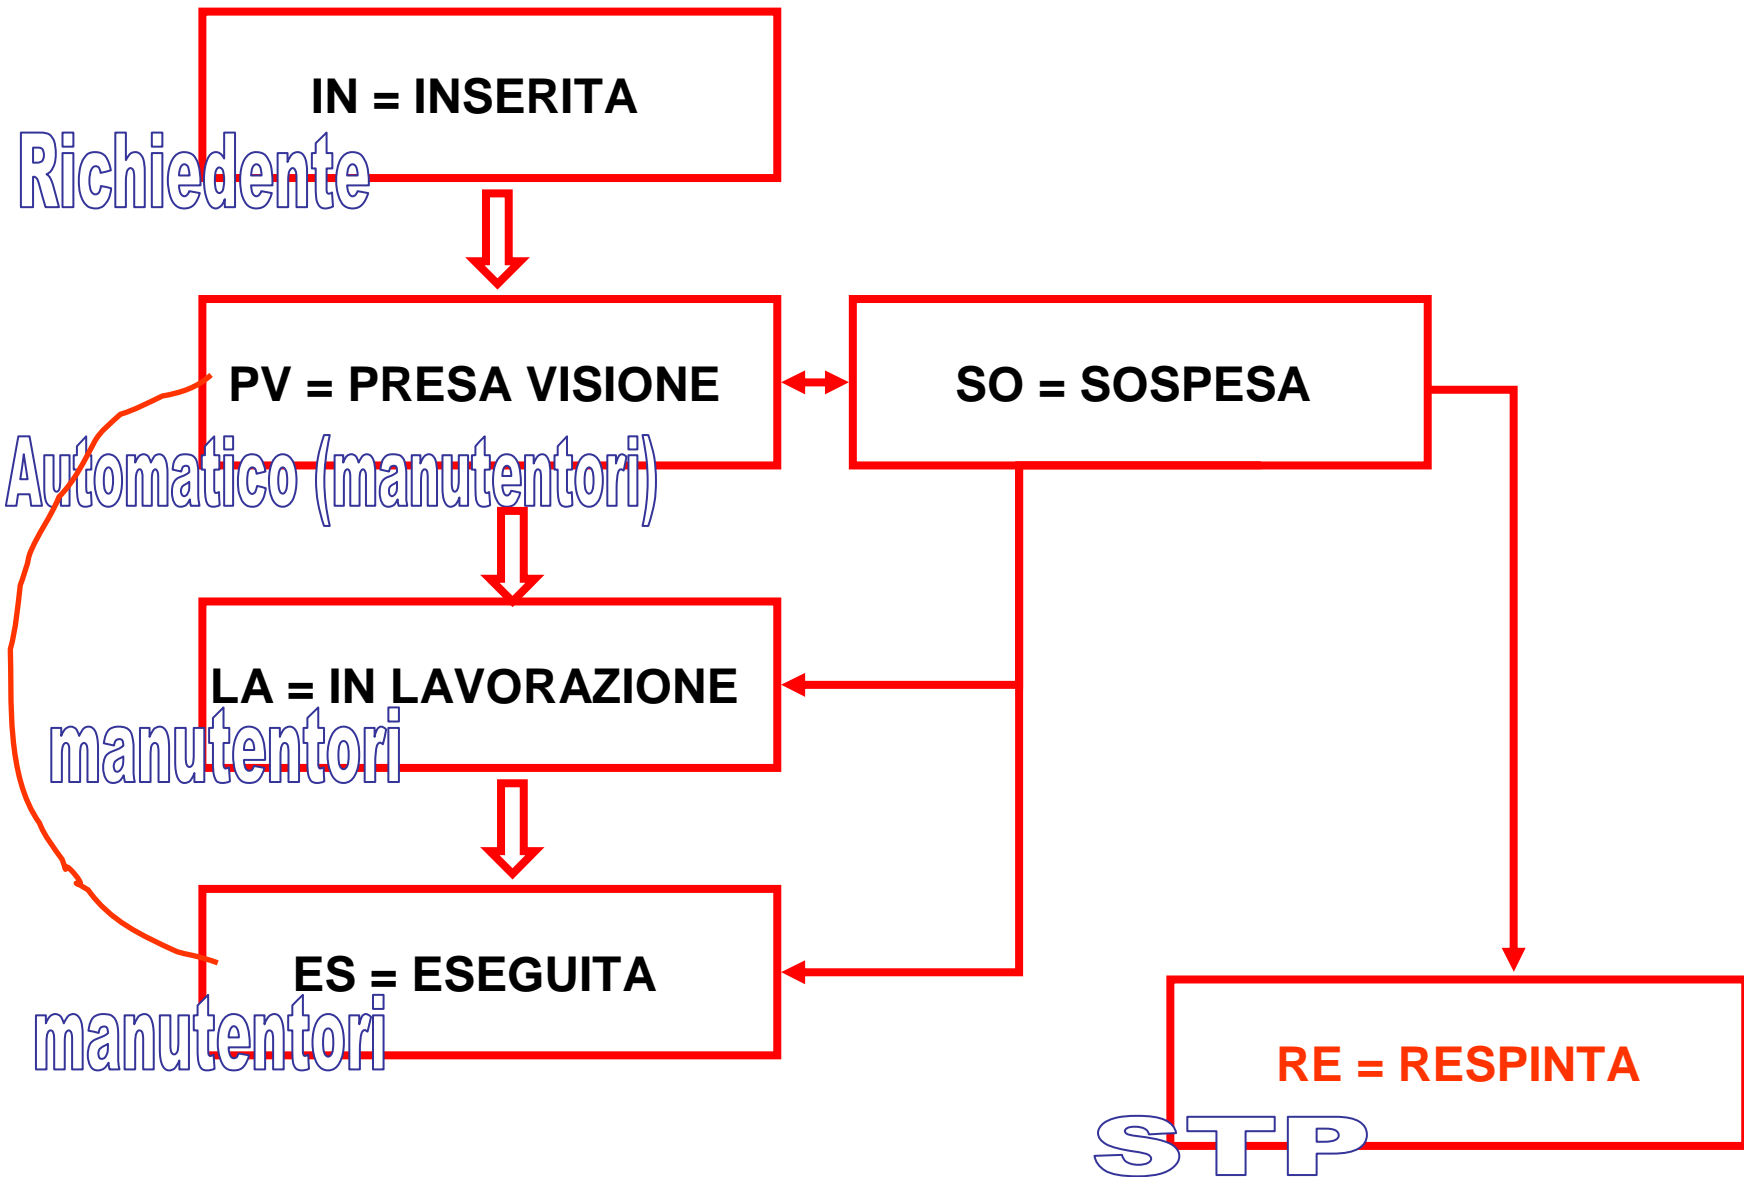 IN = INSERITA
Richiedente
PV = PRESA VISIONE
SO = SOSPESA
Automatico (manutentori)
LA = IN LAVORAZIONE
manutentori
ES = ESEGUITA
manutentori
RE = RESPINTA
STP